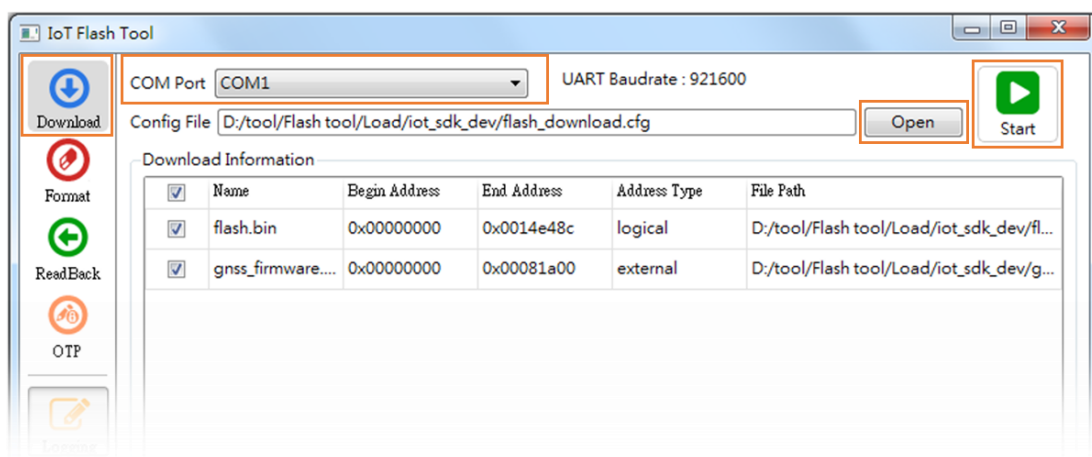 IoT Flash Tool
Download
COM Port COM1 UART Baudrate : 921600
Config File D:/tool/Flash tool/Load/iot_sdk_dev/flash_download.cfg Open Start
Download Information
Name Begin Address End Address Address Type File Path
flash.bin 0x00000000 0x0014e48c logical D:/tool/Flash tool/Load/iot_sdk_dev/fl...
gnss_firmware.... 0x00000000 0x00081a00 external D:/tool/Flash tool/Load/iot_sdk_dev/g...
Format
ReadBack
OTP
Logging